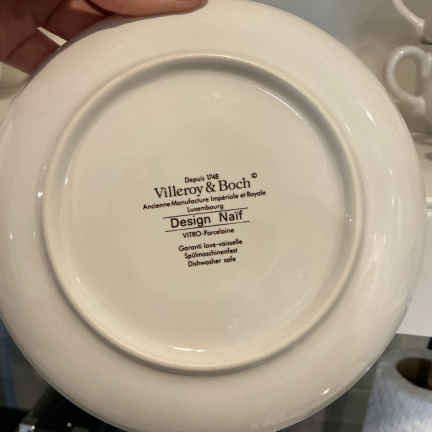 Depuis 1748
Villeroy & Boch ©
Ancienne Manufacture Impériale et Royale
Luxembourg
Design Naïf
VITRO-Porcelaine
Garanti lave-vaisselle
Spülmaschinenfest
Dishwasher safe